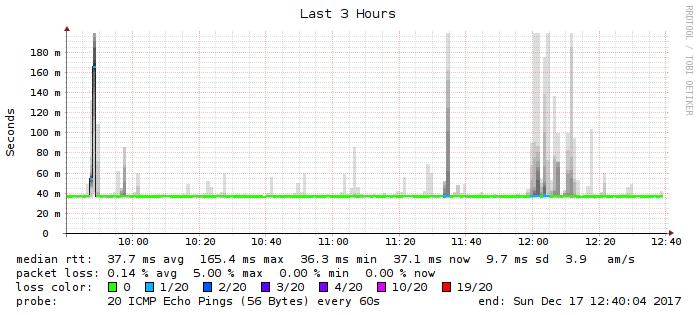 Last 3 Hours
RRDTOOL / TOBI OETIKER
Seconds
180 m
160 m
140 m
120 m
100 m
80 m
60 m
40 m
20 m
0
10:00 10:20 10:40 11:00 11:20 11:40 12:00 12:20 12:40
median rtt: 37.7 ms avg 165.4 ms max 36.3 ms min 37.1 ms now 9.7 ms sd 3.9 am/s
packet loss: 0.14 % avg 5.00 % max 0.00 % min 0.00 % now
loss color: 0 1/20 2/20 3/20 4/20 10/20 19/20
probe: 20 ICMP Echo Pings (56 Bytes) every 60s end: Sun Dec 17 12:40:04 2017